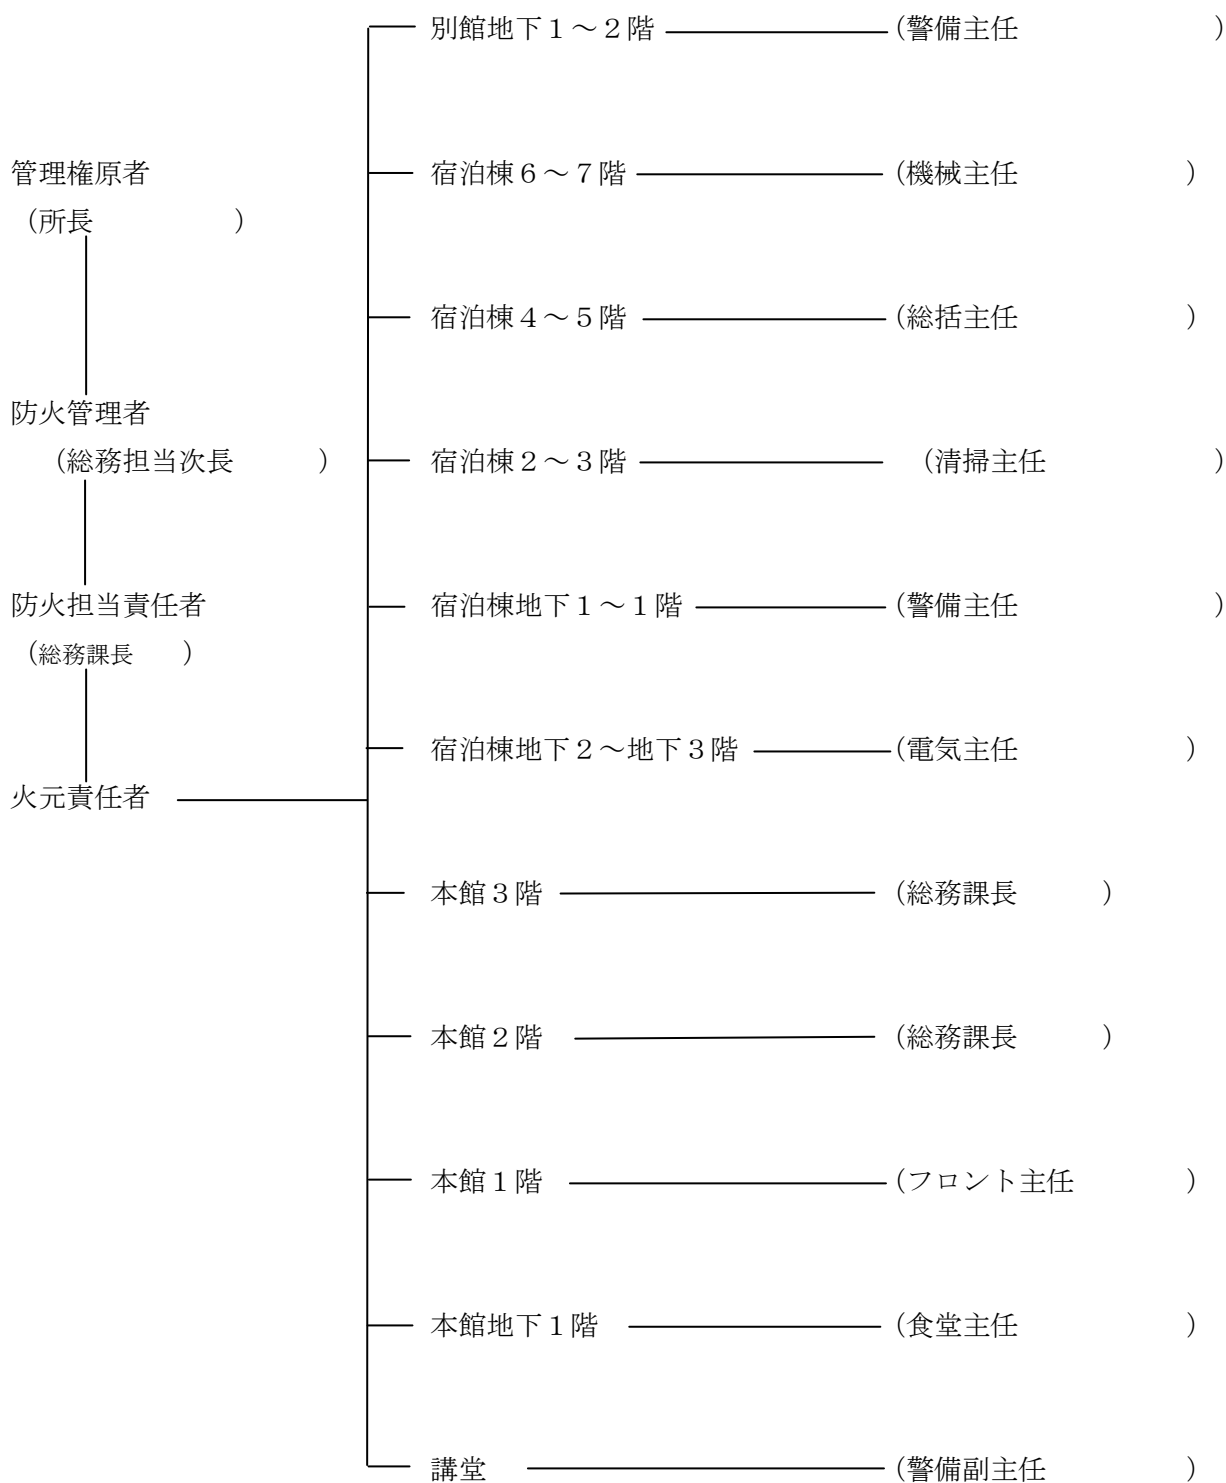 管理権原者
（所長　　　　　）
防火管理者
（総務担当次長　　　）
防火担当責任者
（総務課長　　）
火元責任者
別館地下１～２階　（警備主任　　　　　　　）
宿泊棟６～７階　（機械主任　　　　　　）
宿泊棟４～５階　（総括主任　　　　　　）
宿泊棟２～３階　（清掃主任　　　　　　）
宿泊棟地下１～１階　（警備主任　　　　　　　）
宿泊棟地下２～地下３階　（電気主任　　　　　　）
本館３階　（総務課長　　　）
本館２階　（総務課長　　　）
本館１階　（フロント主任　　　　）
本館地下１階　（食堂主任　　　　　　）
講堂　（警備副主任　　　　　）